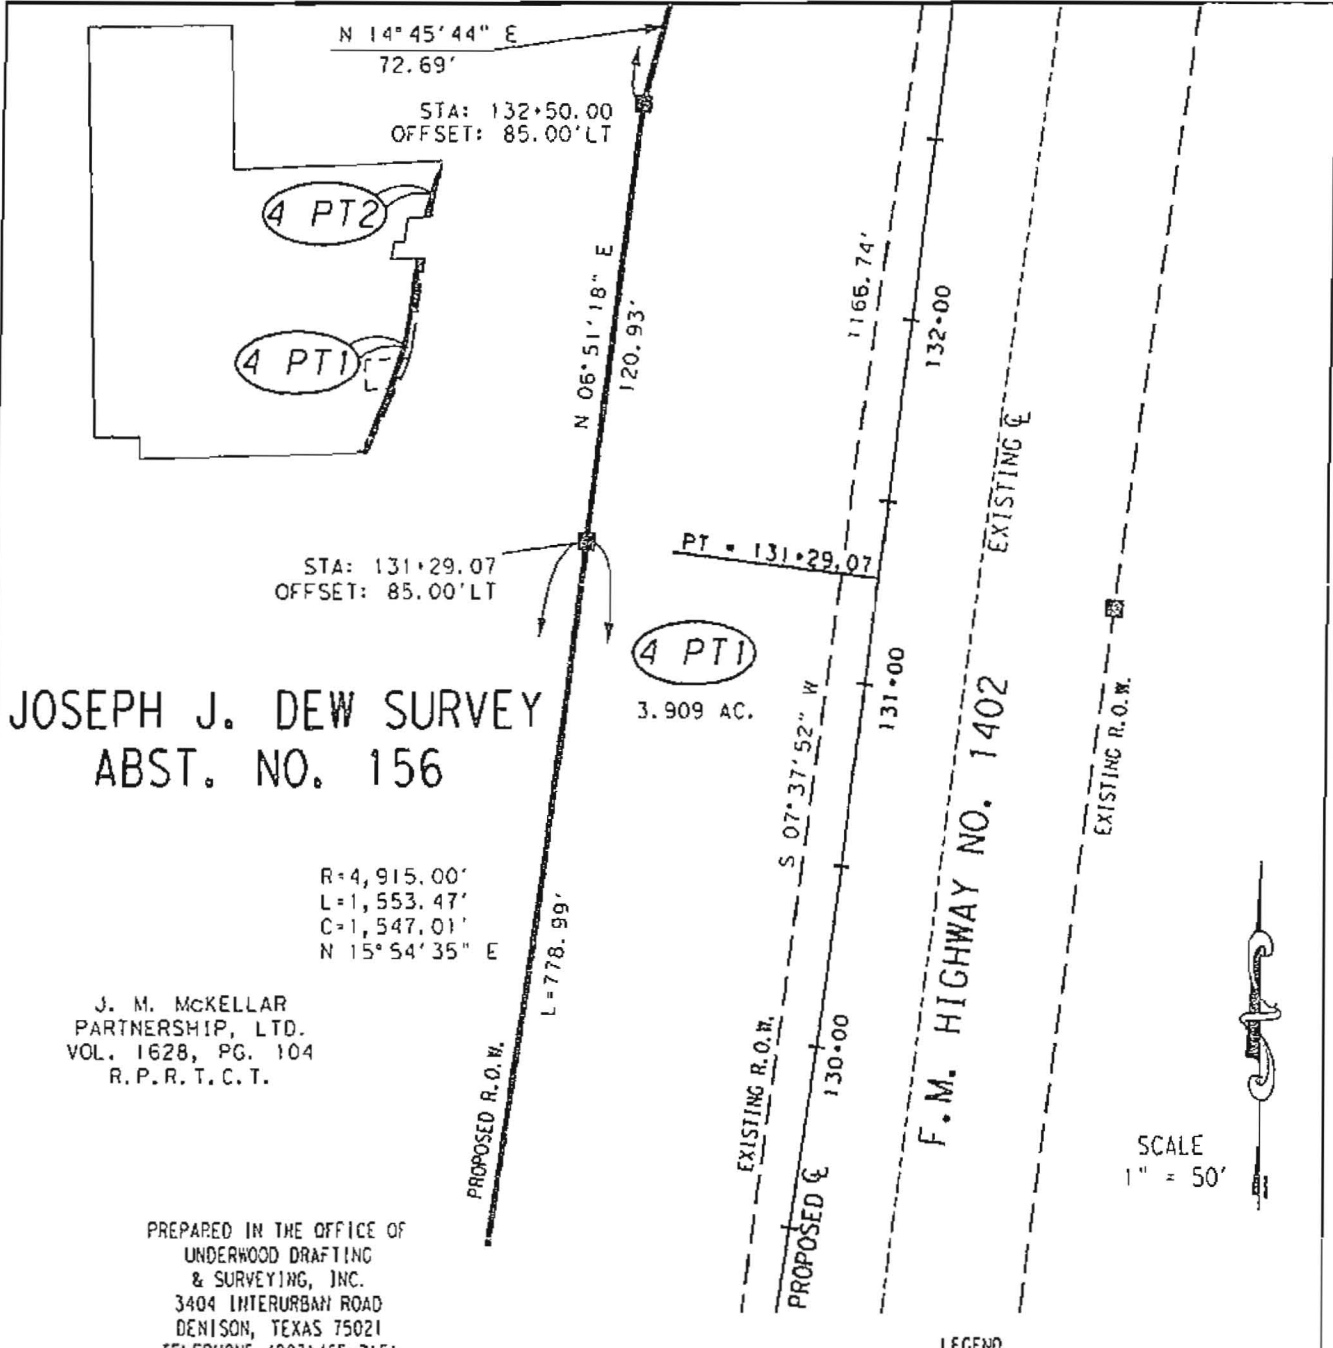 N 14°45'44" E
72.69'
STA: 132+50.00
OFFSET: 85.00'LT
4 PT2
4 PT1
N 06°51'18" E
120.93'
1166.74'
132+00
EXISTING ℄
STA: 131+29.07
OFFSET: 85.00'LT
PT = 131+29.07
4 PT1
3.909 AC.
131+00
JOSEPH J. DEW SURVEY
ABST. NO. 156
S 07°37'52" W
EXISTING R.O.W.
F.M. HIGHWAY NO. 1402
R=4,915.00'
L=1,553.47'
C=1,547.01'
N 15°54'35" E
L=778.99'
J. M. McKELLAR
PARTNERSHIP, LTD.
VOL. 1628, PG. 104
R.P.R.T.C.T.
PROPOSED R.O.W.
EXISTING R.O.W.
130+00
PROPOSED ℄
SCALE
1" = 50'
PREPARED IN THE OFFICE OF
UNDERWOOD DRAFTING
& SURVEYING, INC.
3404 INTERURBAN ROAD
DENISON, TEXAS 75021
TELEPHONE
LEGEND